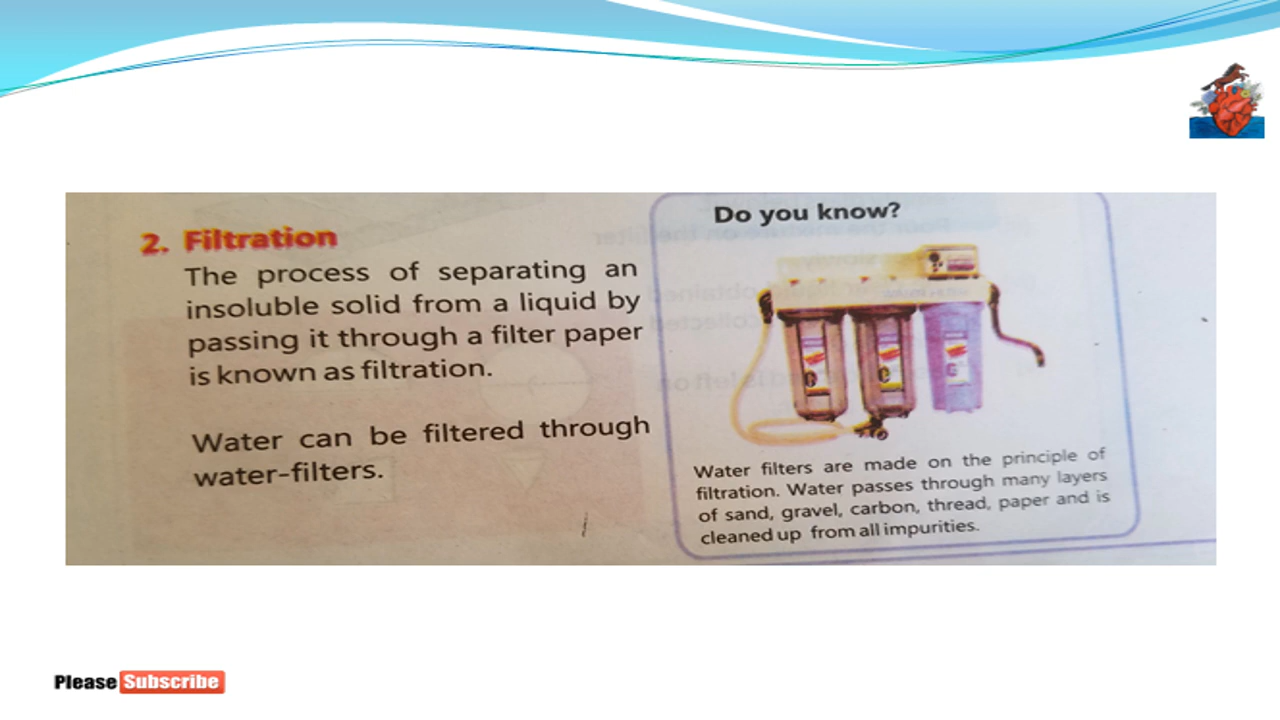 2. Filtration
The process of separating an
insoluble solid from a liquid by
passing it through a filter paper
is known as filtration.
Water can be filtered through
water-filters.
Do you know?
Water filters are made on the principle of
filtration. Water passes through many layers
of sand, gravel, carbon, thread, paper and is
cleaned up from all impurities.
Please Subscribe